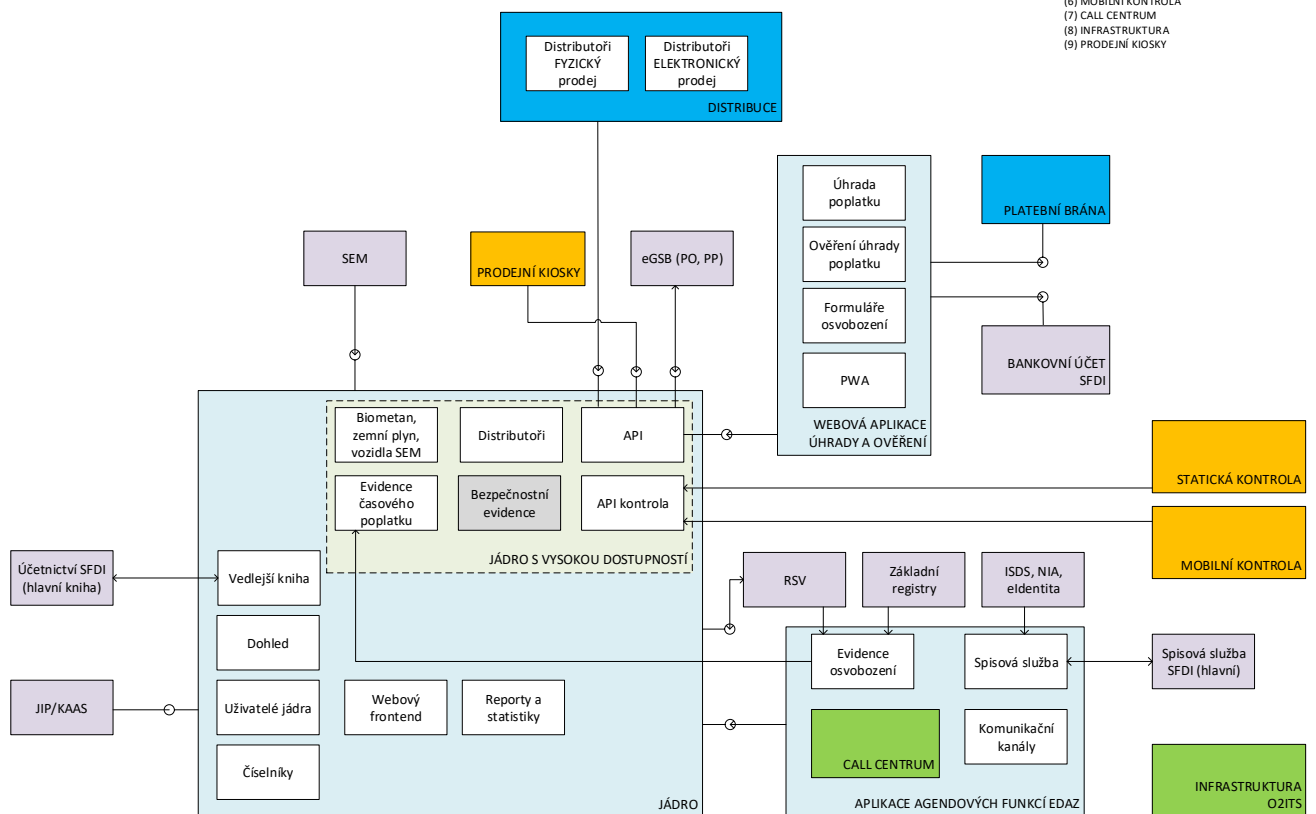 (6) MOBILNÍ KONTROLA
(7) CALL CENTRUM
(8) INFRASTRUKTURA
(9) PRODEJNÍ KIOSKY
Distributoři
FYZICKÝ
prodej
Distributoři
ELEKTRONICKÝ
prodej
DISTRIBUCE
Úhrada
poplatku
Ověření úhrady
poplatku
Formuláře
osvobození
PWA
WEBOVÁ APLIKACE
ÚHRADY A OVĚŘENÍ
PLATEBNÍ BRÁNA
BANKOVNÍ ÚČET
SFDI
SEM
PRODEJNÍ KIOSKY
eGSB (PO, PP)
Biometan,
zemní plyn,
vozidla SEM
Distributoři
API
Evidence
časového
poplatku
Bezpečnostní
evidence
API kontrola
JÁDRO S VYSOKOU DOSTUPNOSTÍ
STATICKÁ KONTROLA
MOBILNÍ KONTROLA
Účetnictví SFDI
(hlavní kniha)
Vedlejší kniha
Dohled
JIP/KAAS
Uživatelé jádra
Webový
frontend
Reporty a
statistiky
Číselníky
JÁDRO
RSV
Základní
registry
ISDS, NIA,
eIdentita
Evidence
osvobození
Spisová služba
Spisová služba
SFDI (hlavní)
CALL CENTRUM
Komunikační
kanály
APLIKACE AGENDOVÝCH FUNKCÍ EDAZ
INFRASTRUKTURA
O2ITS